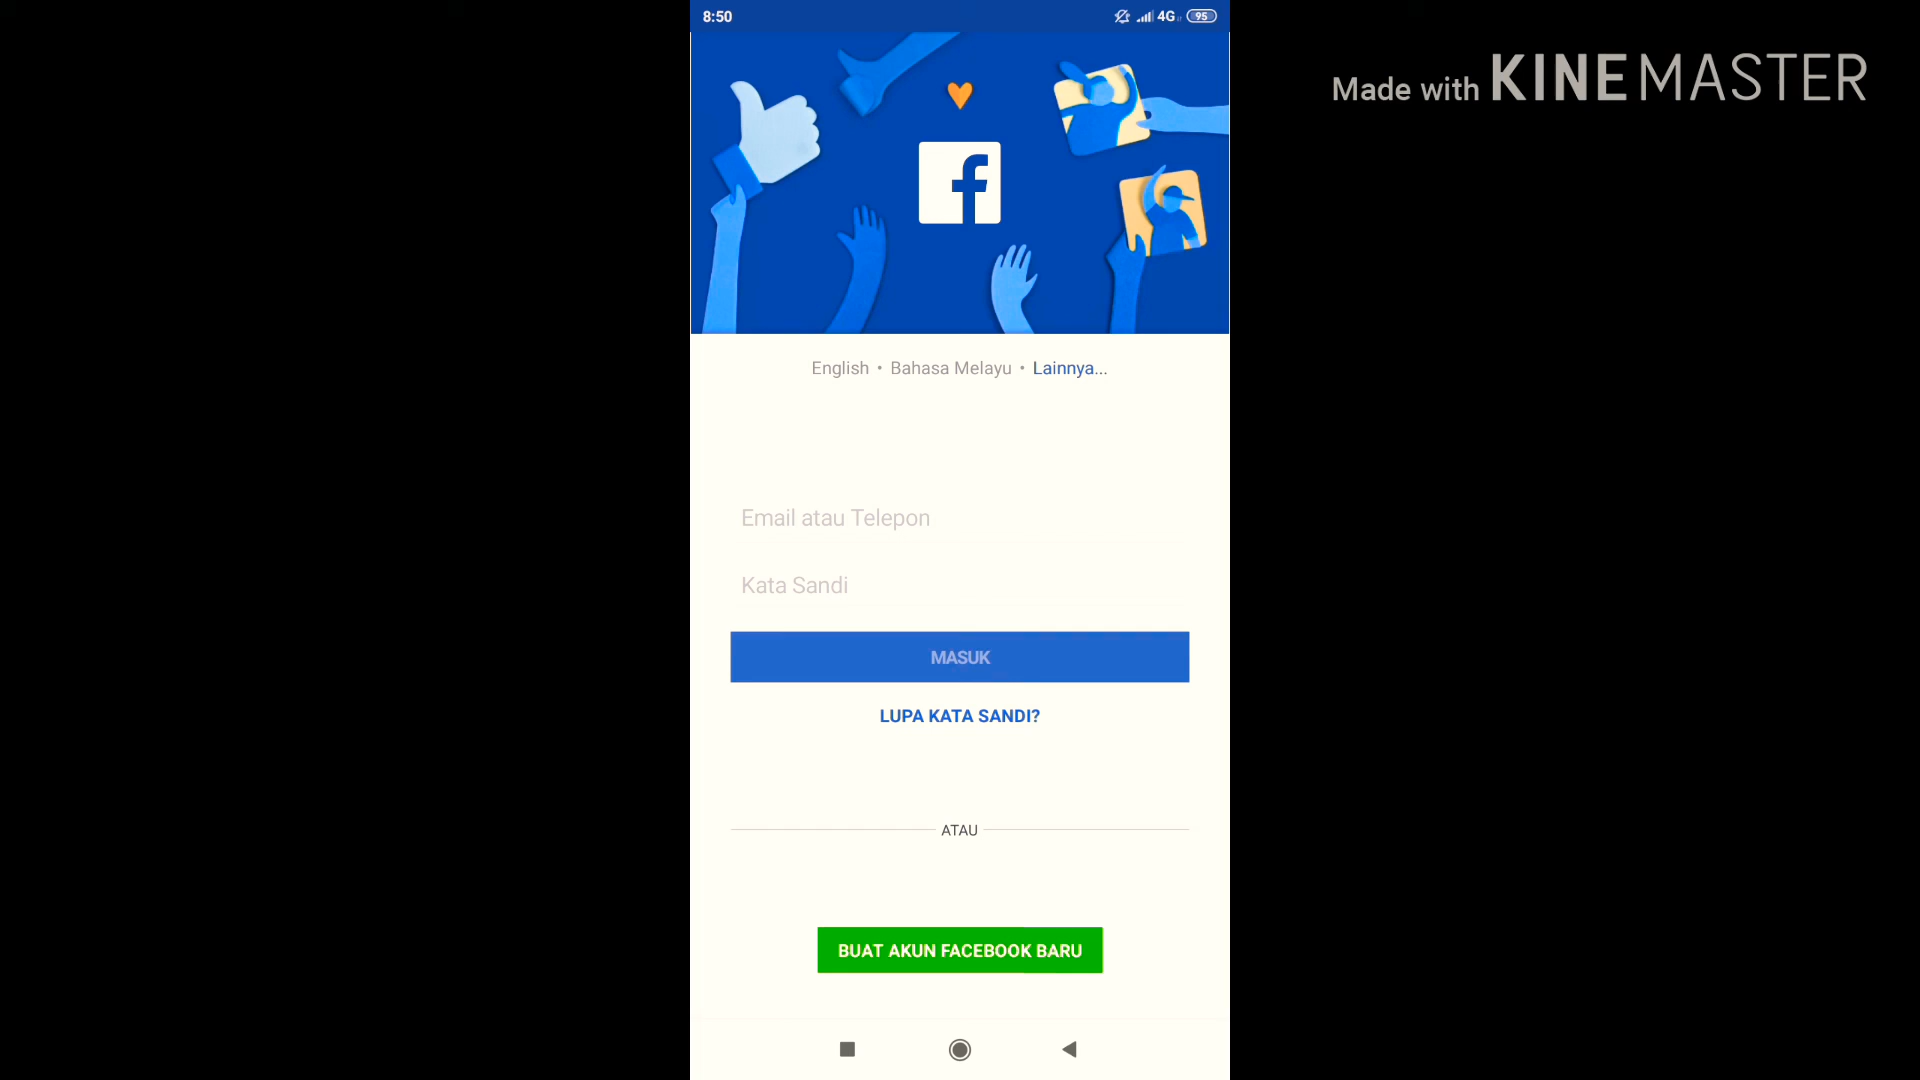 8:50
4G 95
Made with KINEMASTER
f
English • Bahasa Melayu • Lainnya...
Email atau Telepon
Kata Sandi
MASUK
LUPA KATA SANDI?
ATAU
BUAT AKUN FACEBOOK BARU